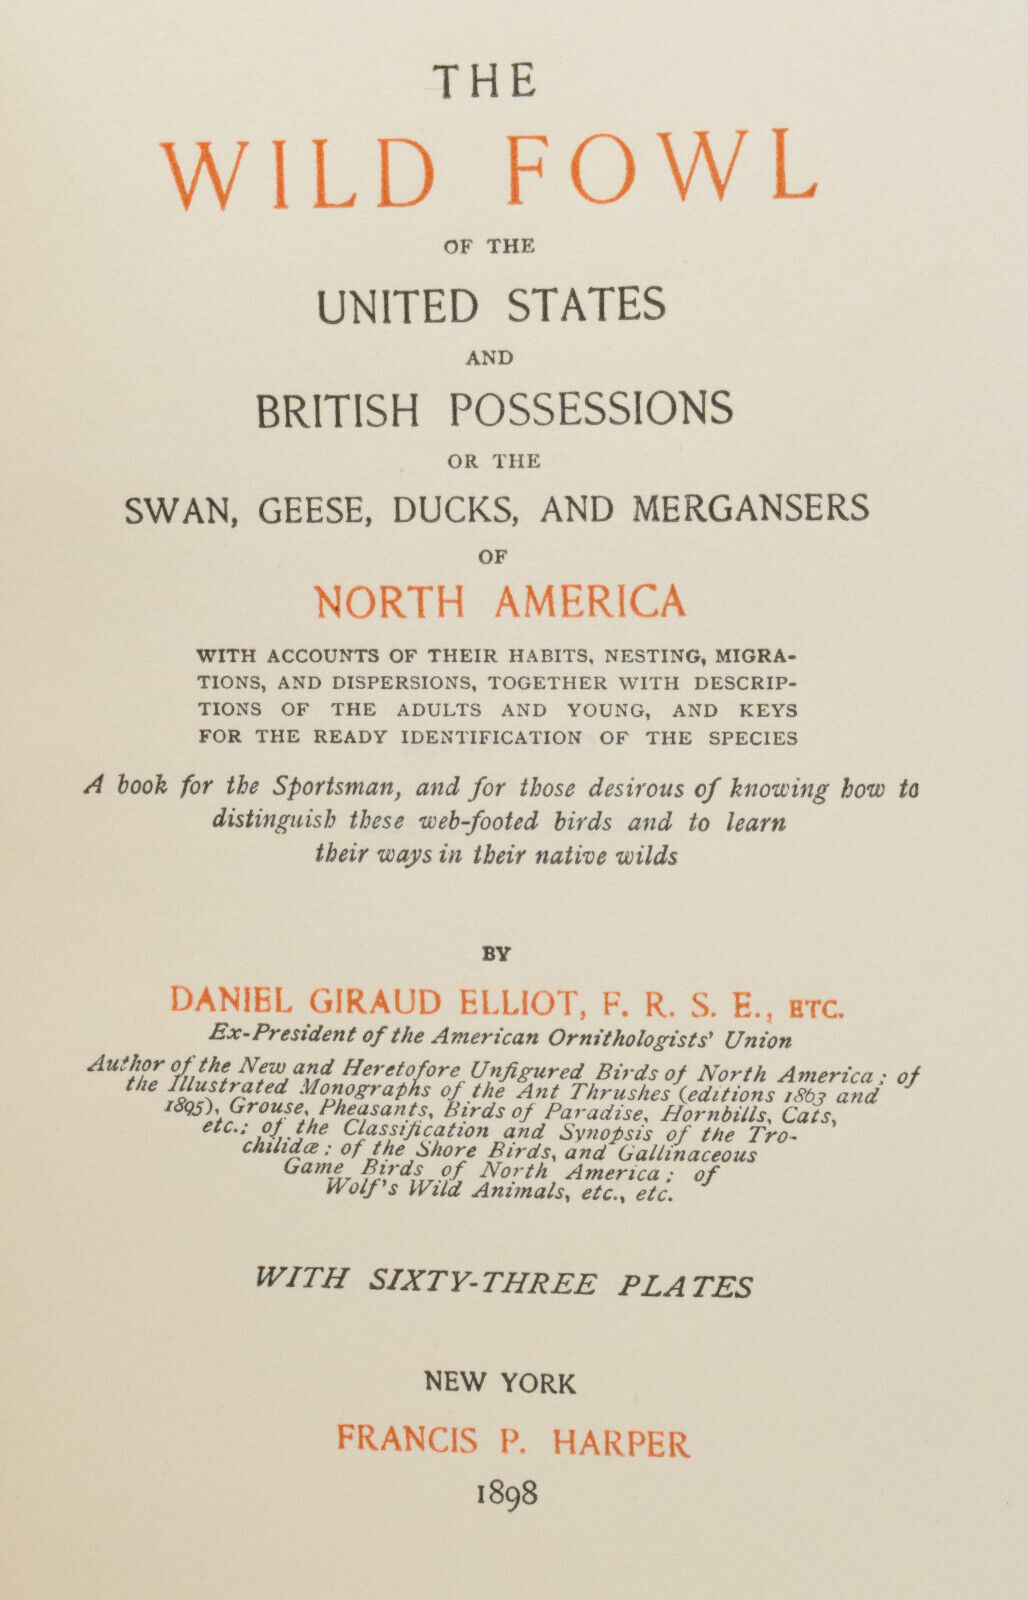 THE
WILD FOWL
OF THE
UNITED STATES
AND
BRITISH POSSESSIONS
OR THE
SWAN, GEESE, DUCKS, AND MERGANSERS
OF
NORTH AMERICA
WITH ACCOUNTS OF THEIR HABITS, NESTING, MIGRA-
TIONS, AND DISPERSIONS, TOGETHER WITH DESCRIP-
TIONS OF THE ADULTS AND YOUNG, AND KEYS
FOR THE READY IDENTIFICATION OF THE SPECIES
A book for the Sportsman, and for those desirous of knowing how to
distinguish these web-footed birds and to learn
their ways in their native wilds
BY
DANIEL GIRAUD ELLIOT, F. R. S. E., ETC.
Ex-President of the American Ornithologists' Union
Author of the New and Heretofore Unfigured Birds of North America; of
the Illustrated Monographs of the Ant Thrushes (editions 1863 and
1895), Grouse, Pheasants, Birds of Paradise, Hornbills, Cats,
etc.; of the Classification and Synopsis of the Tro-
chilidæ; of the Shore Birds, and Gallinaceous
Game Birds of North America; of
Wolf's Wild Animals, etc., etc.
WITH SIXTY-THREE PLATES
NEW YORK
FRANCIS P. HARPER
1898